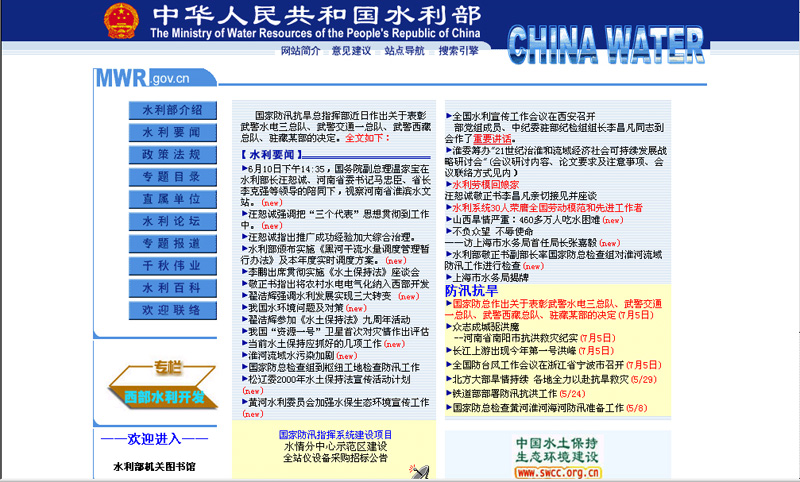 中华人民共和国水利部
The Ministry of Water Resources of the People's Republic of China
CHINA WATER
网站简介 意见建议 站点导航 搜索引擎
MWR.gov.cn
水利部介绍
水利要闻
政策法规
专题目录
直属单位
水利论坛
专题报道
千秋伟业
水利百科
欢迎联络
专栏
西部水利开发
——欢迎进入——
水利部机关图书馆
国家防汛抗旱总指挥部近日作出关于表彰
武警水电三总队、武警交通一总队、武警西藏
总队、驻藏某部的决定。全文如下：
【水利要闻】
6月10日下午14:35，国务院副总理温家宝在
水利部长汪恕诚、河南省委书记马忠臣、省长
李克强等领导的陪同下，视察河南省淮滨水文
站。(new)
汪恕诚强调把“三个代表”思想贯彻到工作
中。(new)
汪恕诚指出推广成功经验加大综合治理。
水利部颁布实施《黑河干流水量调度管理暂
行办法》及本年度实时调度方案。(new)
李鹏出席贯彻实施《水土保持法》座谈会
敬正书指出将农村水电电气化纳入西部开发
翟浩辉强调水利发展实现三大转变 (new)
我国水环境问题及对策(new)
翟浩辉参加《水土保持法》九周年活动
我国“资源一号”卫星首次对灾情作出评估
当前水土保持应抓好的几项工作(new)
淮河流域水污染加剧(new)
国家防总检查组到枢纽工地检查防汛工作
松辽委2000年水土保持法宣传活动计划
(new)
黄河水利委员会加强水保生态环境宣传工作
(new)
国家防汛指挥系统建设项目
水情分中心示范区建设
全站仪设备采购招标公告
全国水利宣传工作会议在西安召开
部党组成员、中纪委驻部纪检组组长李昌凡同志到
会作了重要讲话。
淮委筹办“21世纪治淮和流域经济社会可持续发展战
略研讨会”(会议研讨内容、论文要求及注意事项、会
议联络方式见内)
水利劳模回娘家
汪恕诚敬正书李昌凡亲切接见并座谈
水利系统30人荣膺全国劳动模范和先进工作者
山西旱情严重：460多万人吃水困难(new)
不负众望 不辱使命
——访上海市水务局首任局长张嘉毅(new)
水利部敬正书副部长率国家防总检查组对淮河流域
防汛工作进行检查(new)
上海市水务局揭牌
防汛抗旱
国家防总作出关于表彰武警水电三总队、武警交通
一总队、武警西藏总队、驻藏某部的决定(7月5日)
众志成城驱洪魔
--河南省南阳市抗洪救灾纪实(7月5日)
长江上游出现今年第一号洪峰(7月5日)
全国防台风工作会议在浙江省宁波市召开(7月5日)
北方大部旱情持续 各地全力以赴抗旱救灾(5/29)
铁道部部署防汛抗洪工作(5/24)
国家防总检查黄河淮河海河防汛准备工作(5/8)
中国水土保持
生态环境建设
www.swcc.org.cn